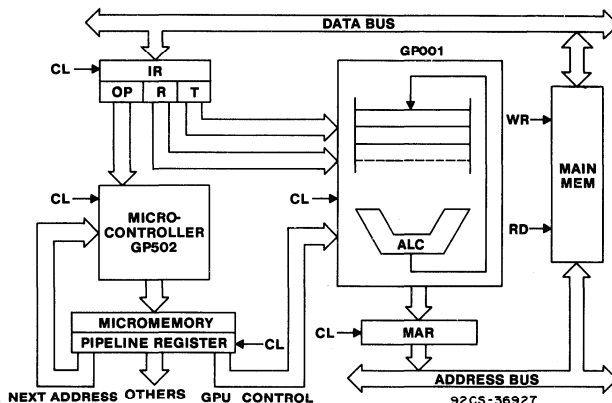 DATA BUS
GP001
CL
IR
OP R T
WR
MAIN
MEM
CL
CL
MICRO-
CONTROLLER
GP502
ALC
RD
MICROMEMORY
PIPELINE REGISTER
CL
CL
MAR
NEXT ADDRESS
OTHERS
GPU CONTROL
ADDRESS BUS
92CS-36927